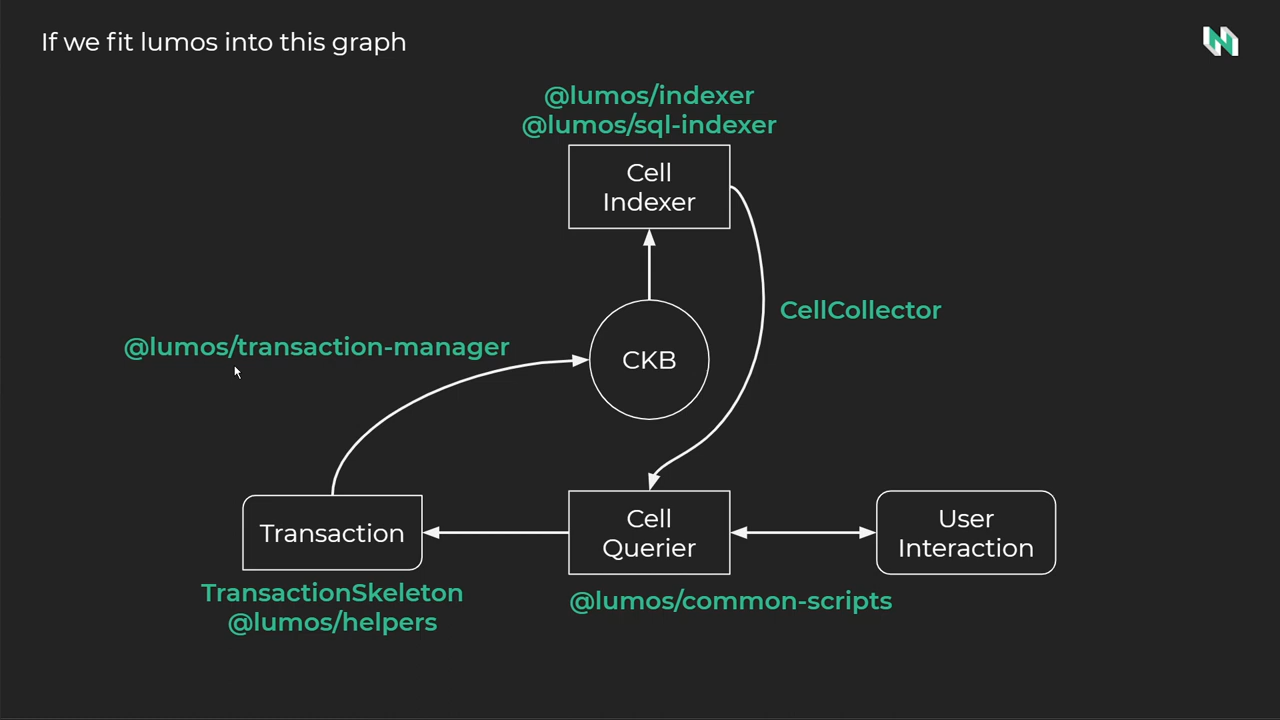 If we fit lumos into this graph
@lumos/indexer
@lumos/sql-indexer
Cell
Indexer
CellCollector
@lumos/transaction-manager
CKB
Transaction
Cell
Querier
User
Interaction
TransactionSkeleton
@lumos/helpers
@lumos/common-scripts